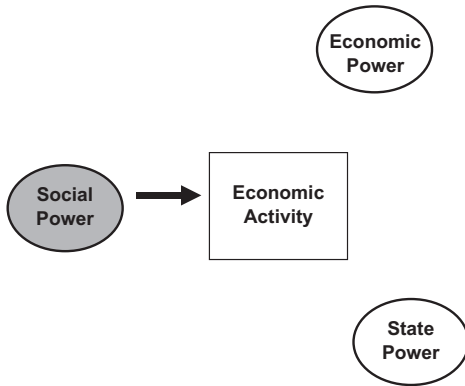 Economic
Power
Social
Power
Economic
Activity
State
Power